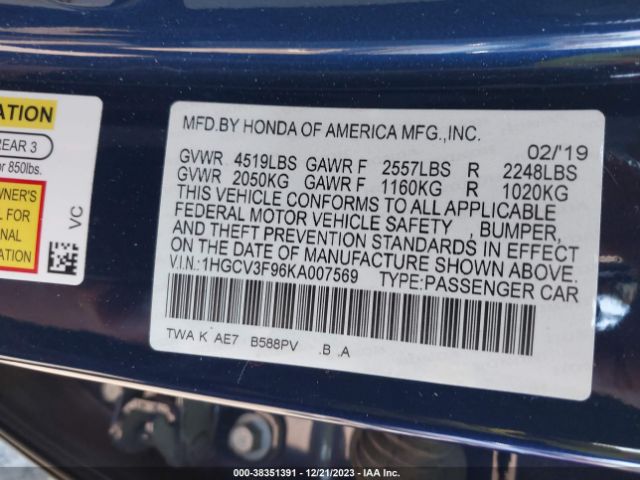 ATION
REAR 3
or 850lbs.
WNER'S
L FOR
NAL
ATION
VC
MFD.BY HONDA OF AMERICA MFG.,INC.
02/'19
GVWR 4519LBS GAWR F 2557LBS R 2248LBS
GVWR 2050KG GAWR F 1160KG R 1020KG
THIS VEHICLE CONFORMS TO ALL APPLICABLE
FEDERAL MOTOR VEHICLE SAFETY , BUMPER,
AND THEFT PREVENTION STANDARDS IN EFFECT
ON THE DATE OF MANUFACTURE SHOWN ABOVE.
V.I.N.:1HGCV3F96KA007569 TYPE:PASSENGER CAR
TWA K AE7 B588PV .B .A
000-38351391 - 12/21/2023 - IAA Inc.